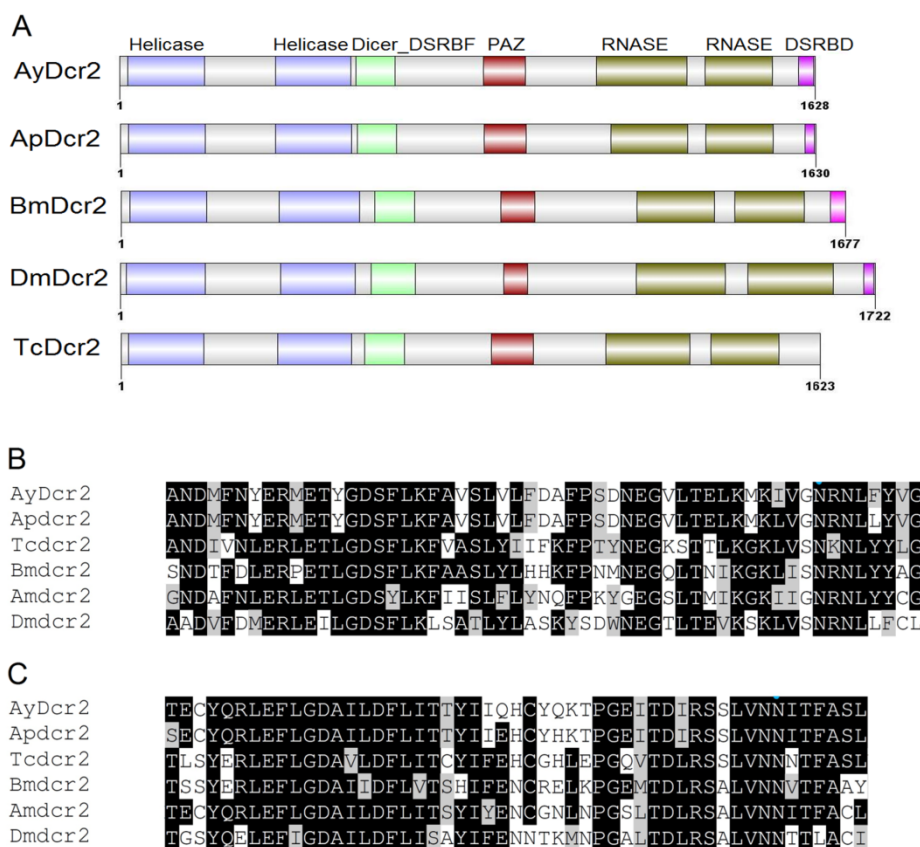 A
Helicase Helicase Dicer_DSRBF PAZ RNASE RNASE DSRBD
AyDcr2
1 1628
ApDcr2
1 1630
BmDcr2
1 1677
DmDcr2
1 1722
TcDcr2
1 1623
B
AyDcr2 ANDMFNYERMETYGDSFLKFAVSLVLFDAFPSDNEGVLTELKMKIVGNRNLFYVG
Apdcr2 ANDMFNYERMETYGDSFLKFAVSLVLFDAFPSDNEGVLTELKMKLVGNRNLLYVG
Tcdcr2 ANDIVNLERLETLGDSFLKFVASLYIIFKFPTYNEGKSTTLKGKLVSNKNLYYLG
Bmdcr2 SNDTFDLERPETLGDSFLKFAASLYLHHKFPNMNEGQLTNIKGKLISNRNLYYAG
Amdcr2 GNDAFNLERLETLGDSYLKFIISLFLYNQFPKYGEGSLTMIKGKIIGNRNLYYCG
Dmdcr2 AADVFDMERLEILGDSFLKLSATLYLASKYSDWNEGTLTEVKSKLVSNRNLLFCL
C
AyDcr2 TECYQRLEFLGDAILDFLITTYIIQHCYQKTPGEITDIRSSLVNNITFASL
Apdcr2 SECYQRLEFLGDAILDFLITTYIIEHCYHKTPGEITDIRSSLVNNITFASL
Tcdcr2 TLSYERLEFLGDAVLDFLITCYIFEHCGHLEPGQVTDLRSSLVNNNTFASL
Bmdcr2 TSSYERLEFLGDAIIDFLVTSHIFENCRELKPGEMTDLRSALVNNVTFAAY
Amdcr2 TECYQRLEFLGDAILDFLITSYIYENCGNLNPGSLTDLRSALVNNITFACL
Dmdcr2 TGSYQELEFIGDAILDFLISAYIFENNTKMNPGALTDLRSALVNNTTLACI